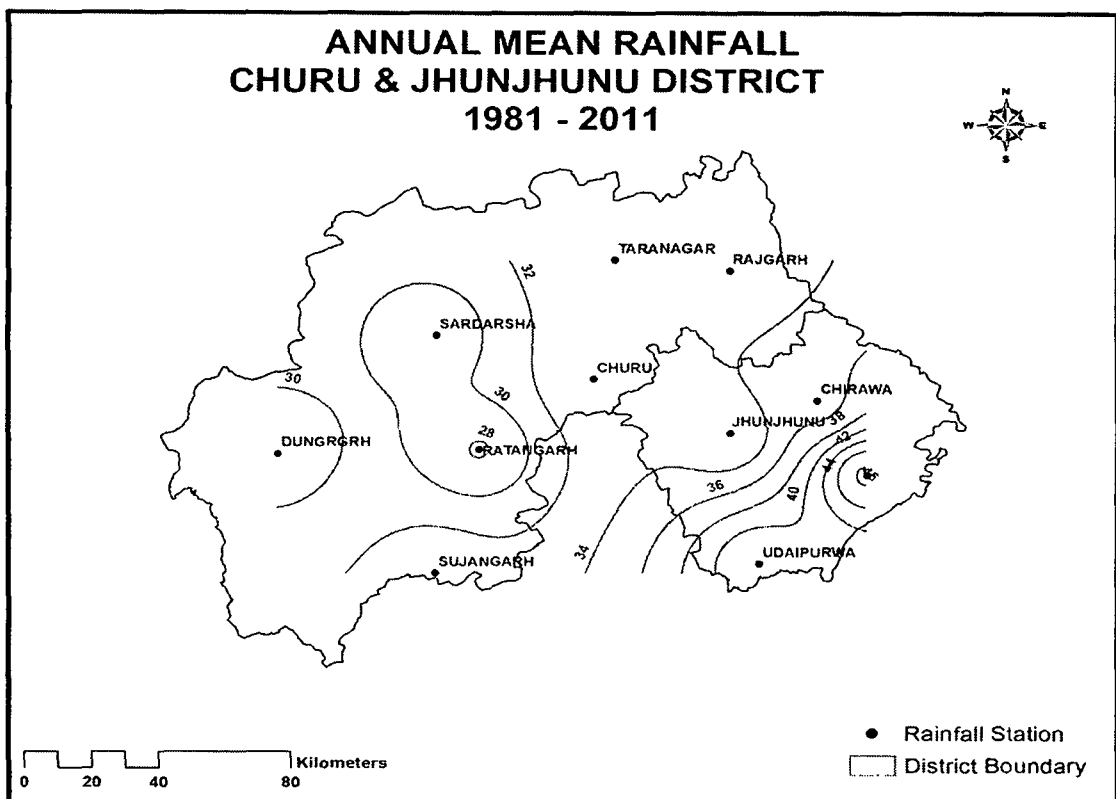 ANNUAL MEAN RAINFALL
CHURU & JHUNJHUNU DISTRICT
1981 - 2011
N
W E
S
TARANAGAR
RAJGARH
32
SARDARSHA
30
CHURU
30
CHIRAWA
28
JHUNJHUNU
38
DUNGRGRH
RATANGARH
42
44
36
40
34
SUJANGARH
UDAIPURWA
Rainfall Station
Kilometers
District Boundary
0 20 40 80